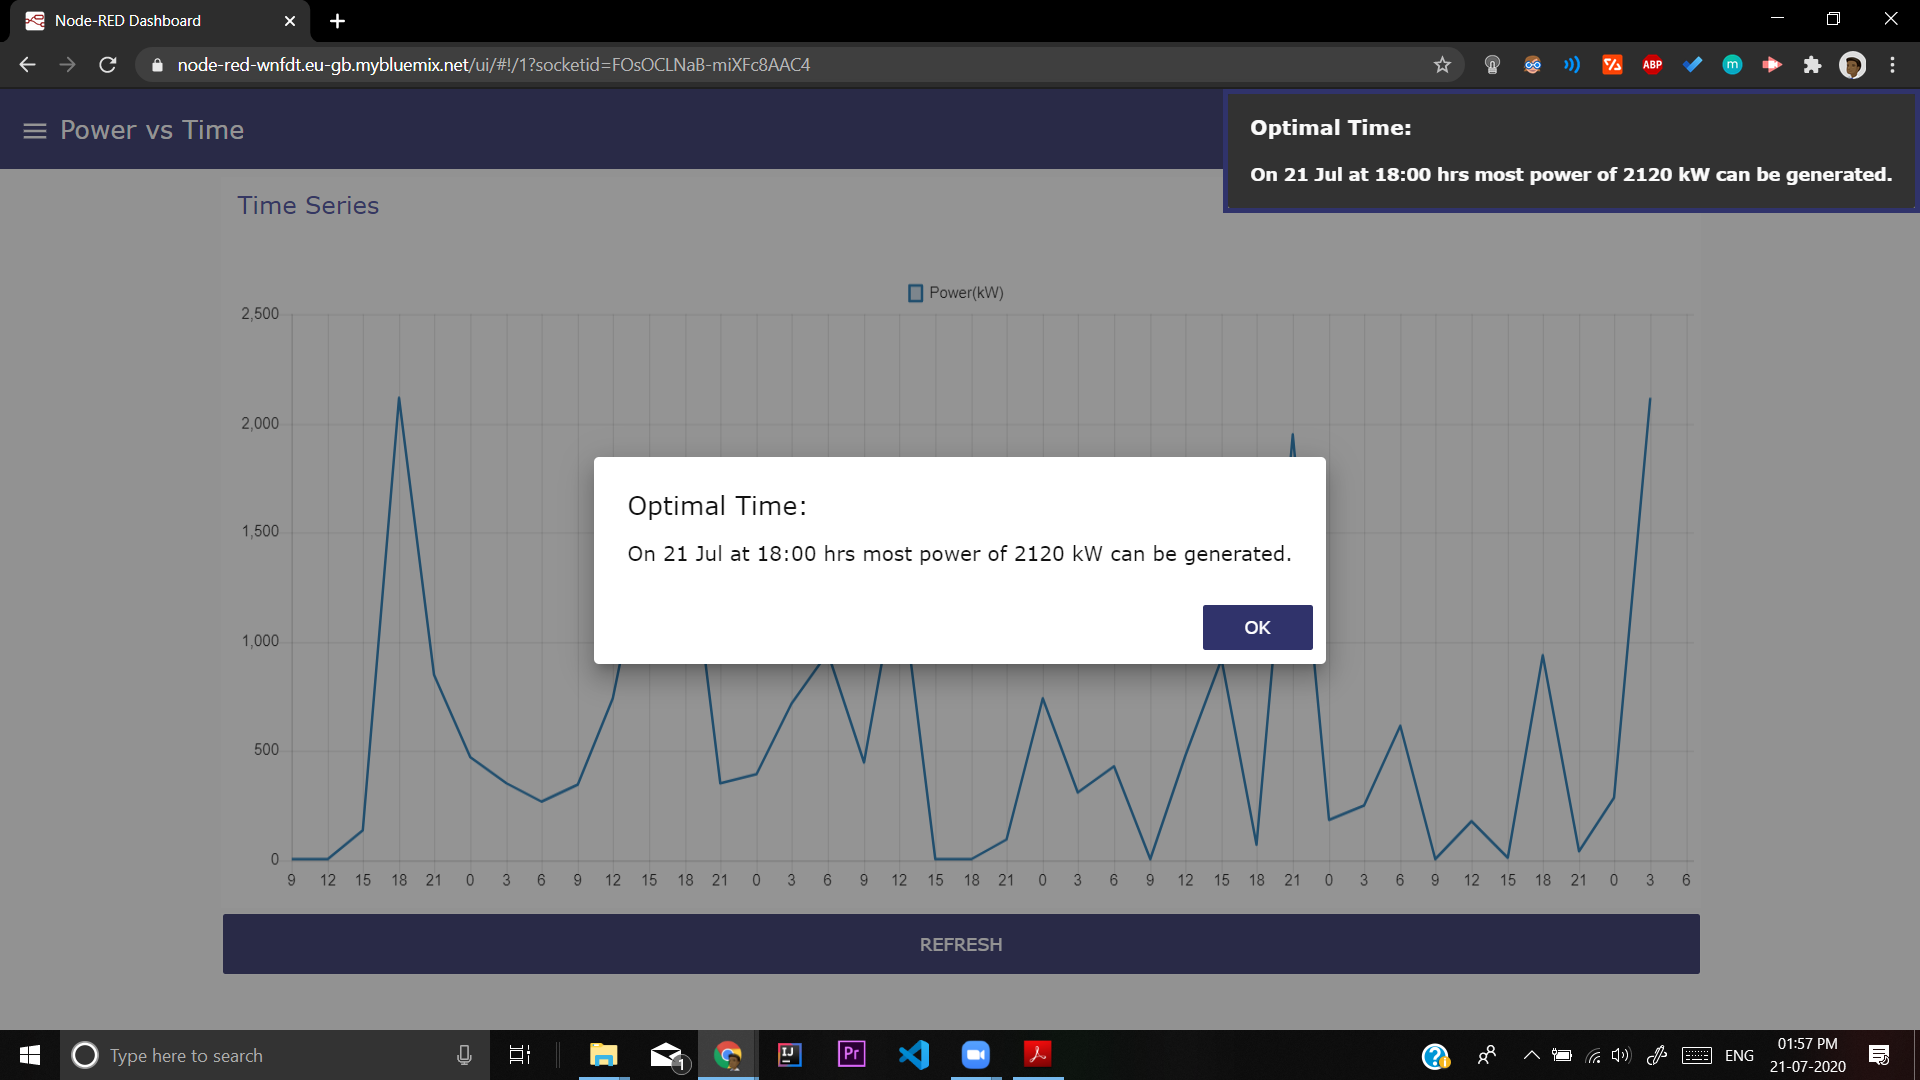 Node-RED Dashboard
node-red-wnfdt.eu-gb.mybluemix.net/ui/#!/1?socketid=FOsOCLNaB-miXFc8AAC4
ABP
m
Power vs Time
Optimal Time:
On 21 Jul at 18:00 hrs most power of 2120 kW can be generated.
Time Series
Power(kW)
2,500
2,000
1,500
1,000
500
0
Optimal Time:
On 21 Jul at 18:00 hrs most power of 2120 kW can be generated.
OK
9 12 15 18 21 0 3 6 9 12 15 18 21 0 3 6 9 12 15 18 21 0 3 6 9 12 15 18 21 0 3 6 9 12 15 18 21 0 3 6
REFRESH
Type here to search
1
IJ
Pr
ENG
01:57 PM
21-07-2020